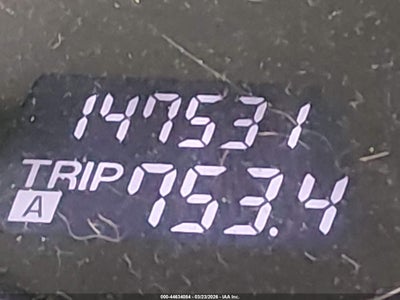 147531
TRIP 753.4
A
000-44634084 - 03/23/2026 - IAA Inc.